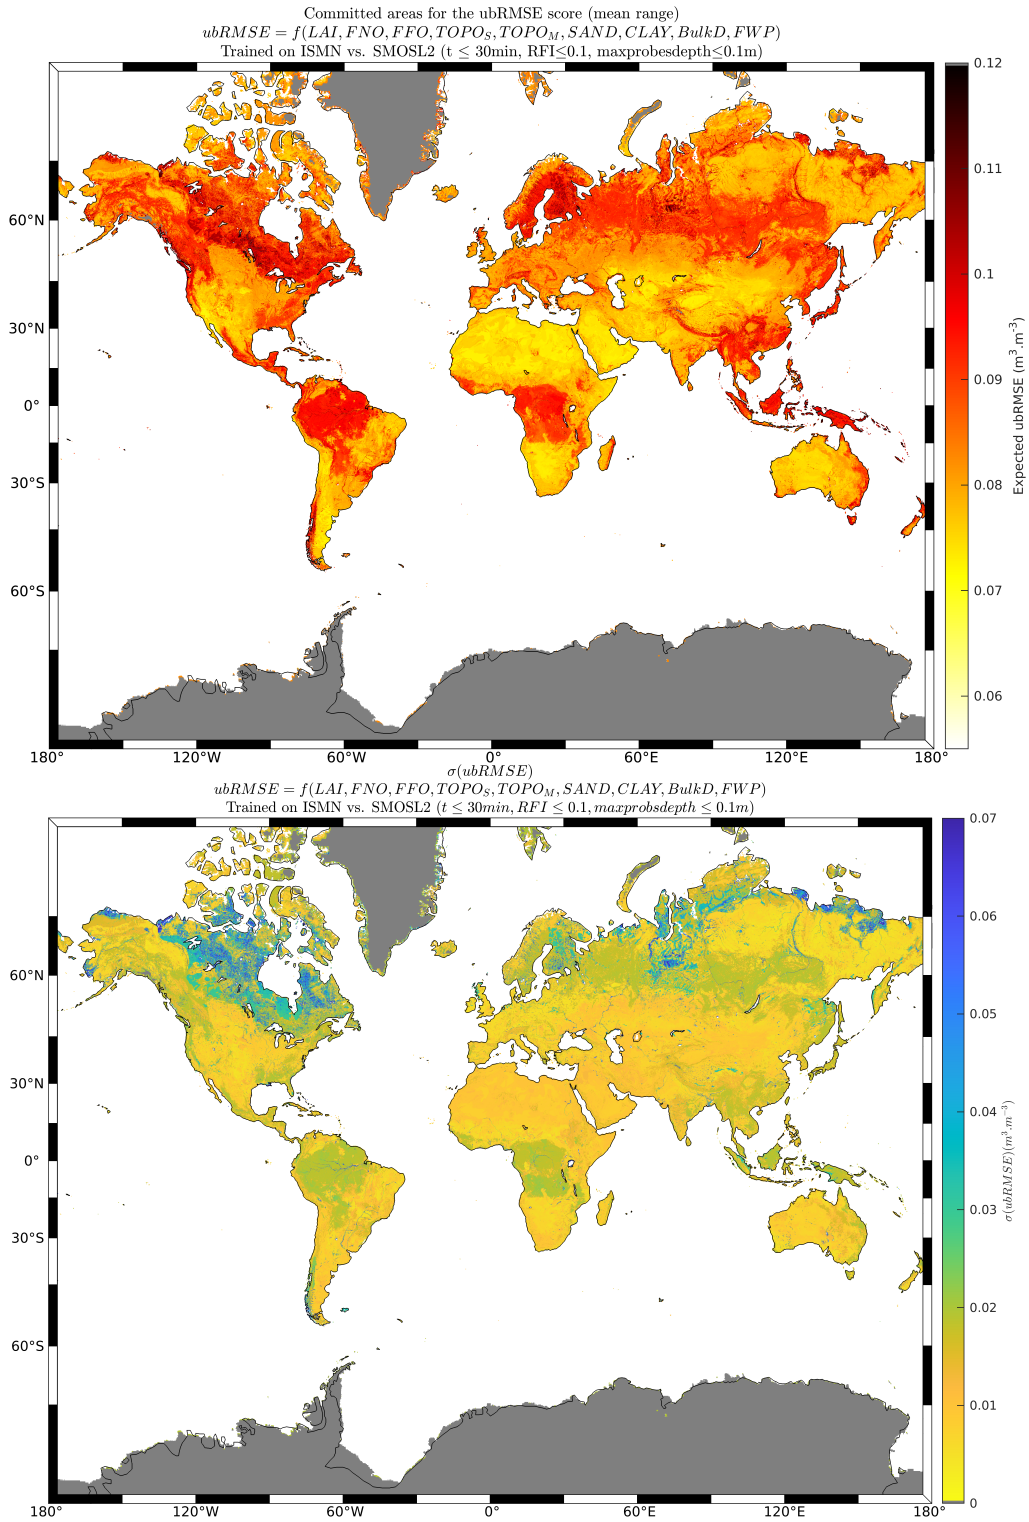 Committed areas for the ubRMSE score (mean range)
ubRMSE = f(LAI, FNO, FFO, TOPO_S, TOPO_M, SAND, CLAY, BulkD, FWP)
Trained on ISMN vs. SMOSL2 (t ≤ 30min, RFI≤0.1, maxprobesdepth≤0.1m)
0.12
0.11
0.1
0.09
0.08
0.07
0.06
Expected ubRMSE (m³.m⁻³)
60°N
30°N
0°
30°S
60°S
180° 120°W 60°W 0° 60°E 120°E 180°
σ(ubRMSE)
ubRMSE = f(LAI, FNO, FFO, TOPO_S, TOPO_M, SAND, CLAY, BulkD, FWP)
Trained on ISMN vs. SMOSL2 (t ≤ 30min, RFI ≤ 0.1, maxprobsdepth ≤ 0.1m)
0.07
0.06
0.05
0.04
0.03
0.02
0.01
0
σ(ubRMSE)(m³.m⁻³)
60°N
30°N
0°
30°S
60°S
180° 120°W 60°W 0° 60°E 120°E 180°